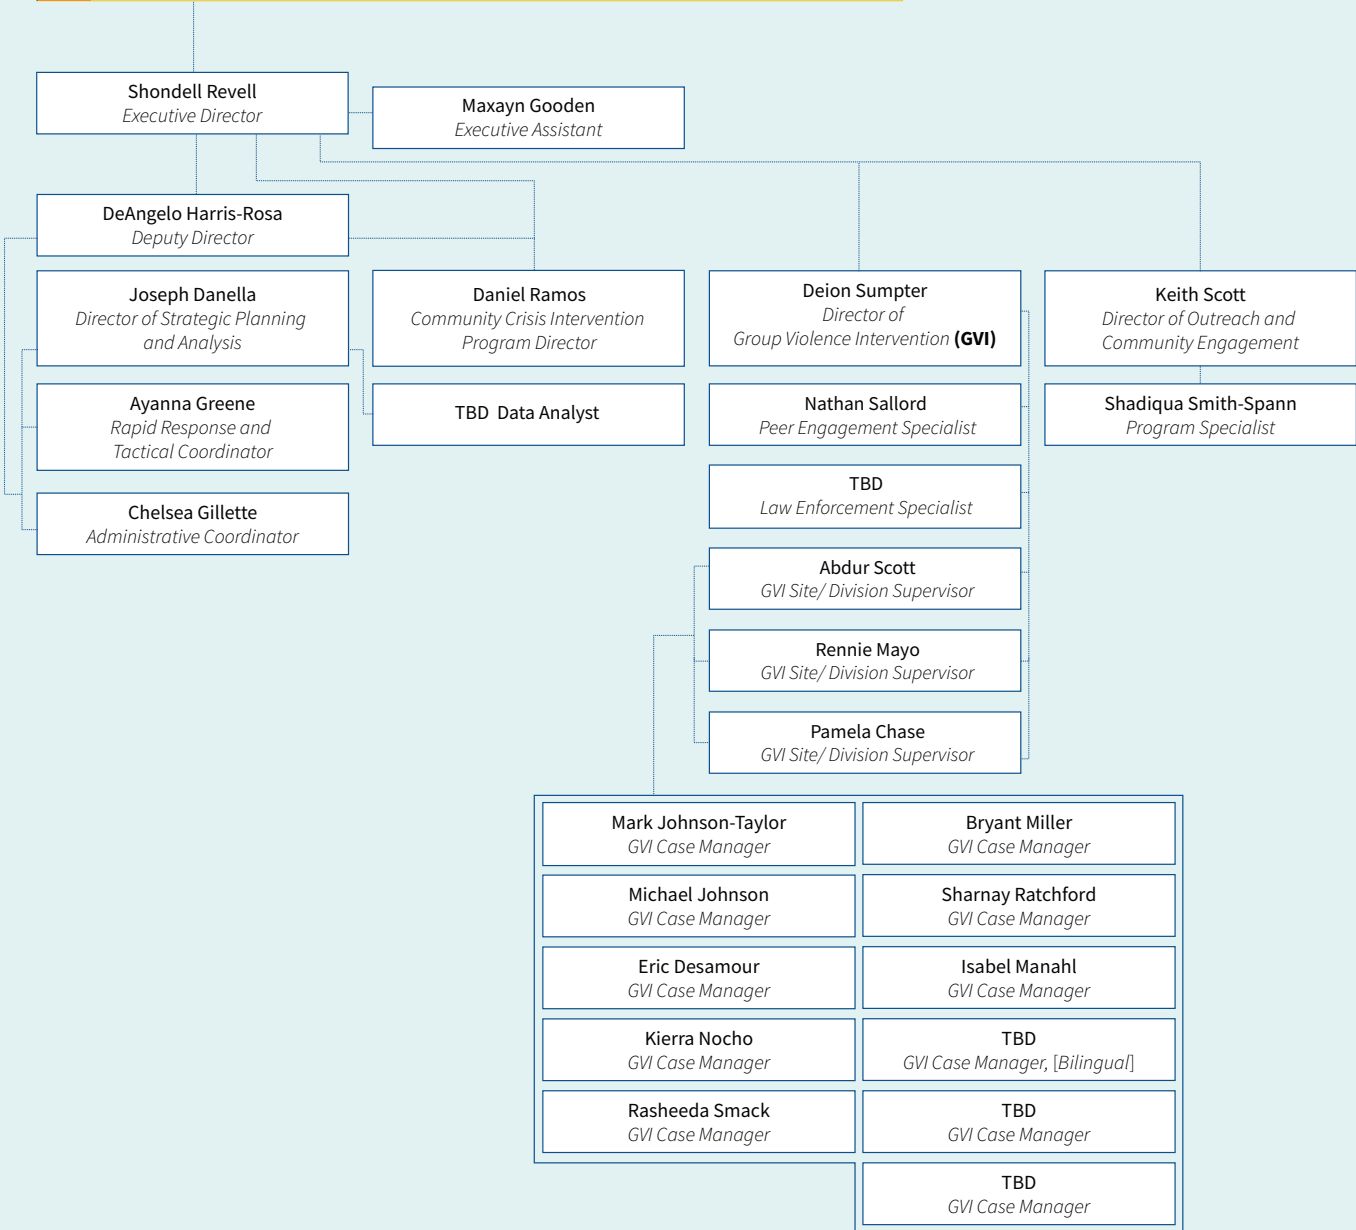 Shondell Revell
Executive Director
Maxayn Gooden
Executive Assistant
DeAngelo Harris-Rosa
Deputy Director
Joseph Danella
Director of Strategic Planning
and Analysis
Daniel Ramos
Community Crisis Intervention
Program Director
Deion Sumpter
Director of
Group Violence Intervention (GVI)
Keith Scott
Director of Outreach and
Community Engagement
Ayanna Greene
Rapid Response and
Tactical Coordinator
TBD Data Analyst
Nathan Sallord
Peer Engagement Specialist
Shadiqua Smith-Spann
Program Specialist
TBD
Law Enforcement Specialist
Chelsea Gillette
Administrative Coordinator
Abdur Scott
GVI Site/ Division Supervisor
Rennie Mayo
GVI Site/ Division Supervisor
Pamela Chase
GVI Site/ Division Supervisor
Mark Johnson-Taylor
GVI Case Manager
Bryant Miller
GVI Case Manager
Michael Johnson
GVI Case Manager
Sharnay Ratchford
GVI Case Manager
Eric Desamour
GVI Case Manager
Isabel Manahl
GVI Case Manager
Kierra Nocho
GVI Case Manager
TBD
GVI Case Manager, [Bilingual]
Rasheeda Smack
GVI Case Manager
TBD
GVI Case Manager
TBD
GVI Case Manager